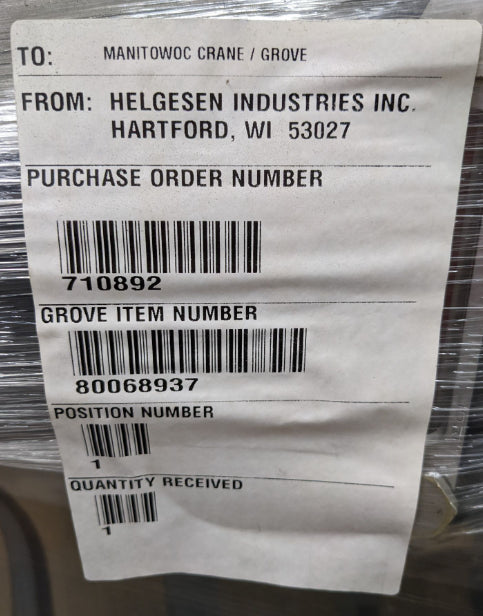 TO: MANITOWOC CRANE / GROVE
FROM: HELGESEN INDUSTRIES INC.
HARTFORD, WI 53027
PURCHASE ORDER NUMBER
710892
GROVE ITEM NUMBER
80068937
POSITION NUMBER
1
QUANTITY RECEIVED
1